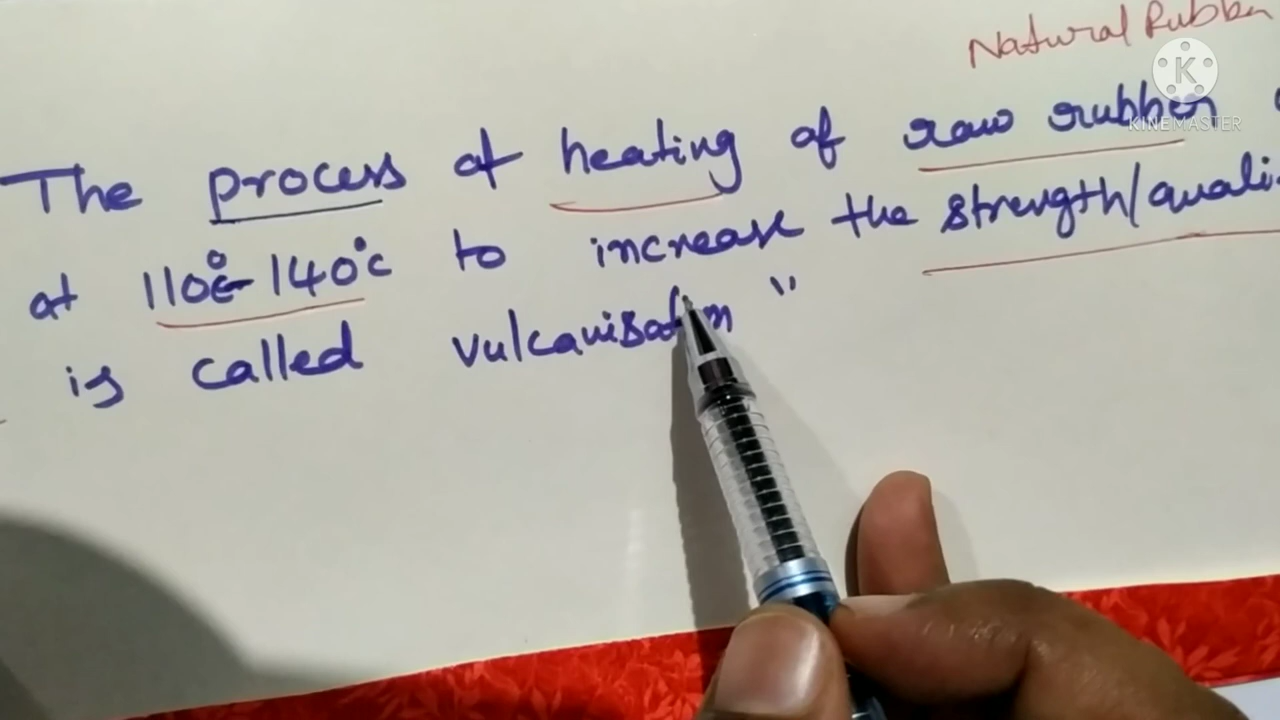 Natural Rubber
KINEMASTER
The process of heating of raw rubber
at 110°C-140°C to increase the strength/quali
is called vulcanisation "